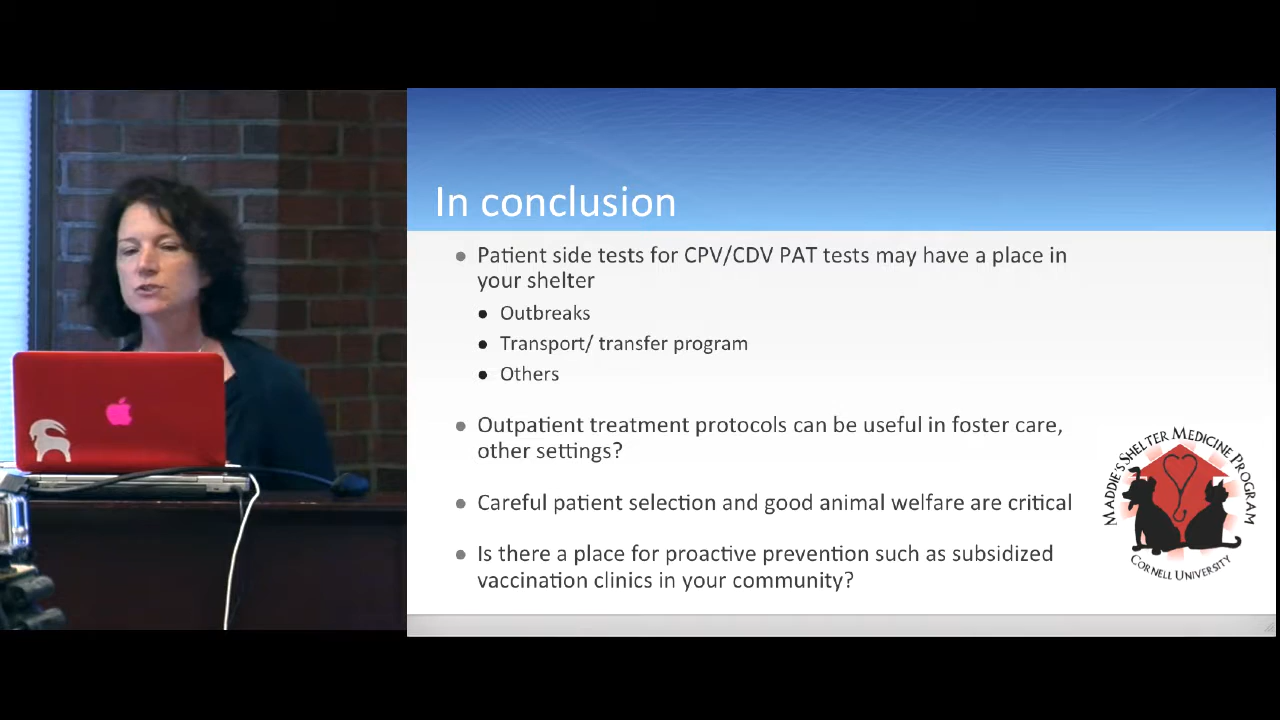 In conclusion
Patient side tests for CPV/CDV PAT tests may have a place in
your shelter
Outbreaks
Transport/ transfer program
Others
Outpatient treatment protocols can be useful in foster care,
other settings?
Careful patient selection and good animal welfare are critical
Is there a place for proactive prevention such as subsidized
vaccination clinics in your community?
MADDIE'S SHELTER MEDICINE PROGRAM
CORNELL UNIVERSITY